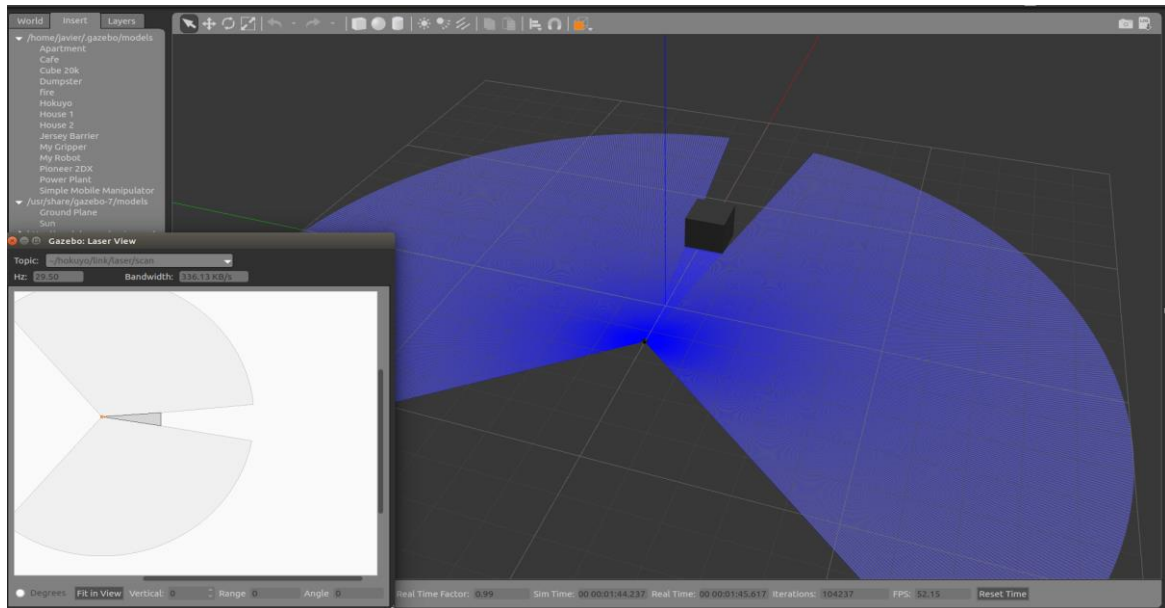 World Insert Layers
/home/javier/.gazebo/models
Apartment
Cafe
Cube 20k
Dumpster
fire
Hokuyo
House 1
House 2
Jersey Barrier
My Gripper
My Robot
Pioneer 2DX
Power Plant
Simple Mobile Manipulator
/usr/share/gazebo-7/models
Ground Plane
Sun
Gazebo: Laser View
Topic: ~/hokuyo/link/laser/scan
Hz: 29.50 Bandwidth: 336.13 KB/s
Degrees Fit in View Vertical: 0 Range 0 Angle 0
Real Time Factor: 0.99 Sim Time: 00 00:01:44.237 Real Time: 00 00:01:45.617 Iterations: 104237 FPS: 52.15 Reset Time